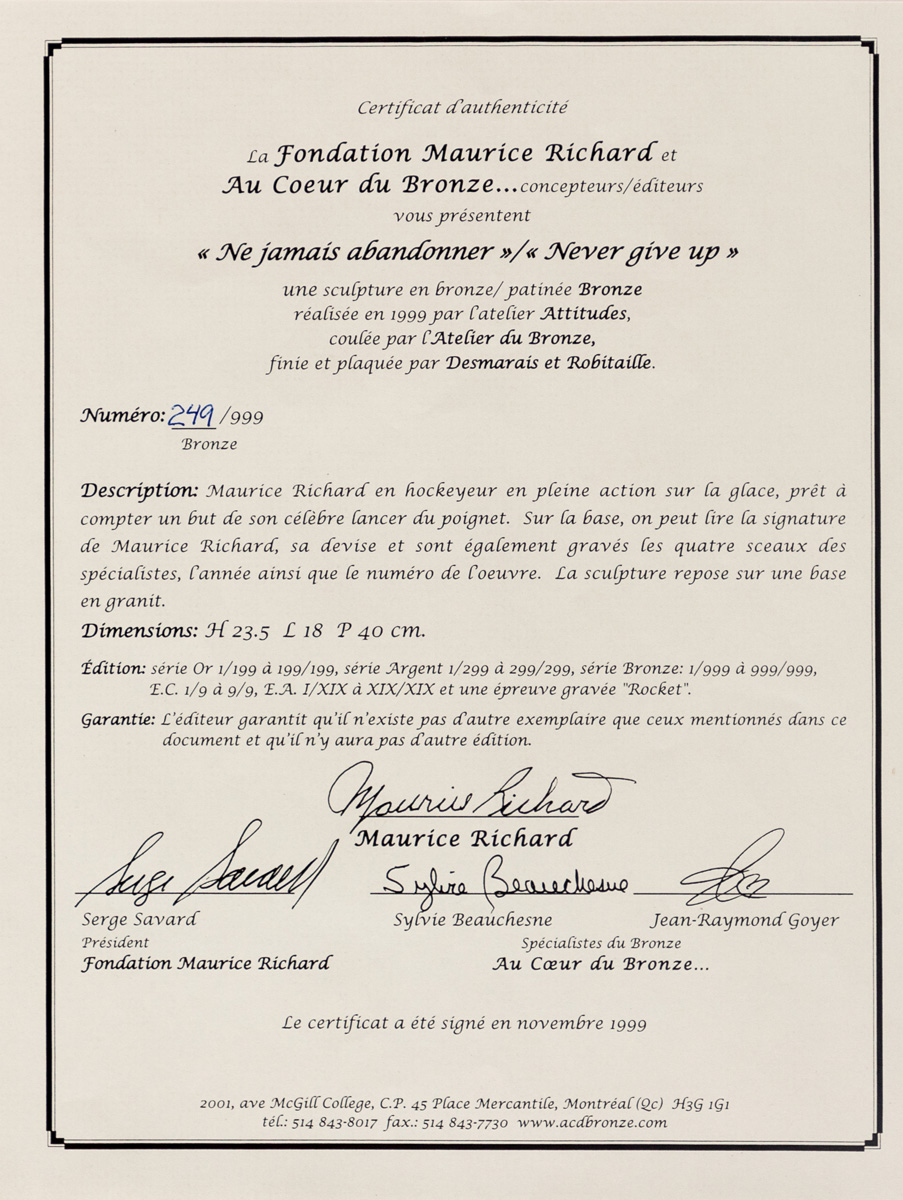 Certificat d'authenticité
La Fondation Maurice Richard et
Au Coeur du Bronze...concepteurs/éditeurs
vous présentent
« Ne jamais abandonner »/« Never give up »
une sculpture en bronze/ patinée Bronze
réalisée en 1999 par l'atelier Attitudes,
coulée par l'Atelier du Bronze,
finie et plaquée par Desmarais et Robitaille.
Numéro: 249 /999
Bronze
Description: Maurice Richard en hockeyeur en pleine action sur la glace, prêt à
compter un but de son célèbre lancer du poignet. Sur la base, on peut lire la signature
de Maurice Richard, sa devise et sont également gravés les quatre sceaux des
spécialistes, l'année ainsi que le numéro de l'oeuvre. La sculpture repose sur une base
en granit.
Dimensions: H 23.5 L 18 P 40 cm.
Édition: série Or 1/199 à 199/199, série Argent 1/299 à 299/299, série Bronze: 1/999 à 999/999,
E.C. 1/9 à 9/9, E.A. I/XIX à XIX/XIX et une épreuve gravée "Rocket".
Garantie: L'éditeur garantit qu'il n'existe pas d'autre exemplaire que ceux mentionnés dans ce
document et qu'il n'y aura pas d'autre édition.
Maurice Richard
Maurice Richard
Serge Savard Sylvie Beauchesne
Serge Savard Sylvie Beauchesne Jean-Raymond Goyer
Président Spécialistes du Bronze
Fondation Maurice Richard Au Cœur du Bronze...
Le certificat a été signé en novembre 1999
2001, ave McGill College, C.P. 45 Place Mercantile, Montréal (Qc) H3G 1G1
tél.: 514 843-8017 fax.: 514 843-7730 www.acdbronze.com